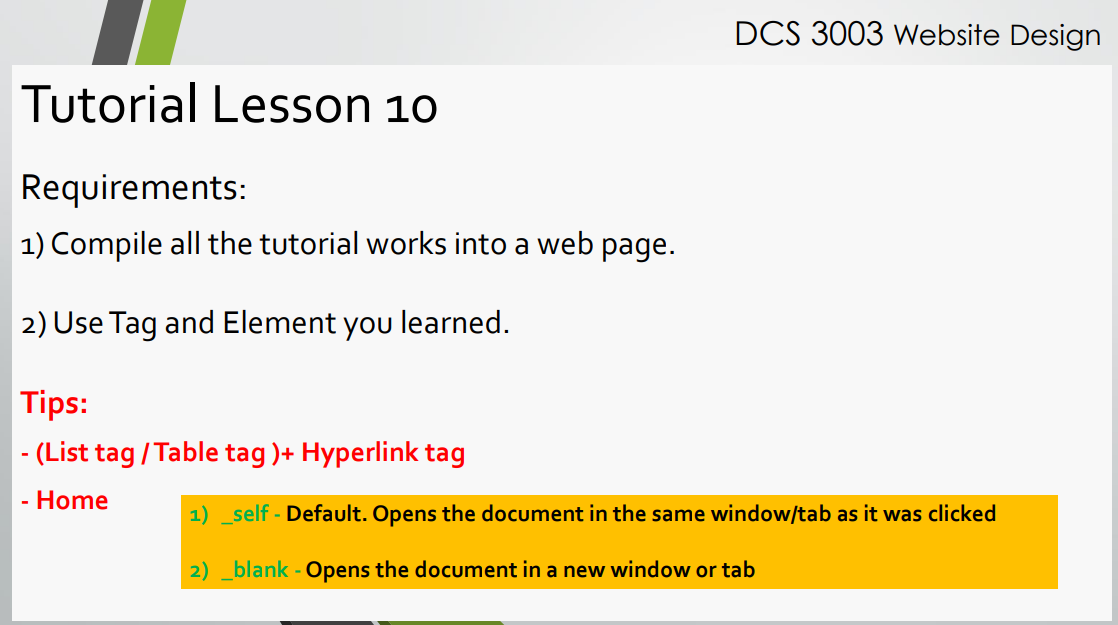 DCS 3003 Website Design
Tutorial Lesson 10
Requirements:
1) Compile all the tutorial works into a web page.
2) Use Tag and Element you learned.
Tips:
- (List tag / Table tag )+ Hyperlink tag
- Home
1) _self - Default. Opens the document in the same window/tab as it was clicked
2) _blank - Opens the document in a new window or tab